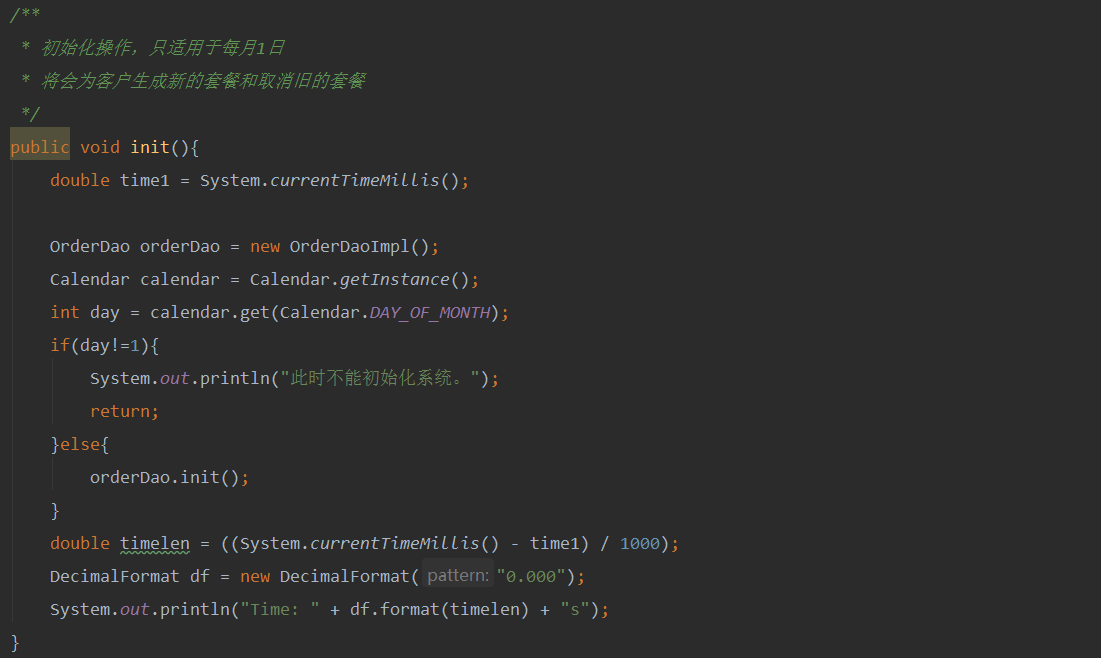 /**
 * 初始化操作，只适用于每月1日
 * 将会为客户生成新的套餐和取消旧的套餐
 */
public void init(){
    double time1 = System.currentTimeMillis();
    OrderDao orderDao = new OrderDaoImpl();
    Calendar calendar = Calendar.getInstance();
    int day = calendar.get(Calendar.DAY_OF_MONTH);
    if(day!=1){
        System.out.println("此时不能初始化系统。");
        return;
    }else{
        orderDao.init();
    }
    double timelen = ((System.currentTimeMillis() - time1) / 1000);
    DecimalFormat df = new DecimalFormat( pattern: "0.000");
    System.out.println("Time: " + df.format(timelen) + "s");
}